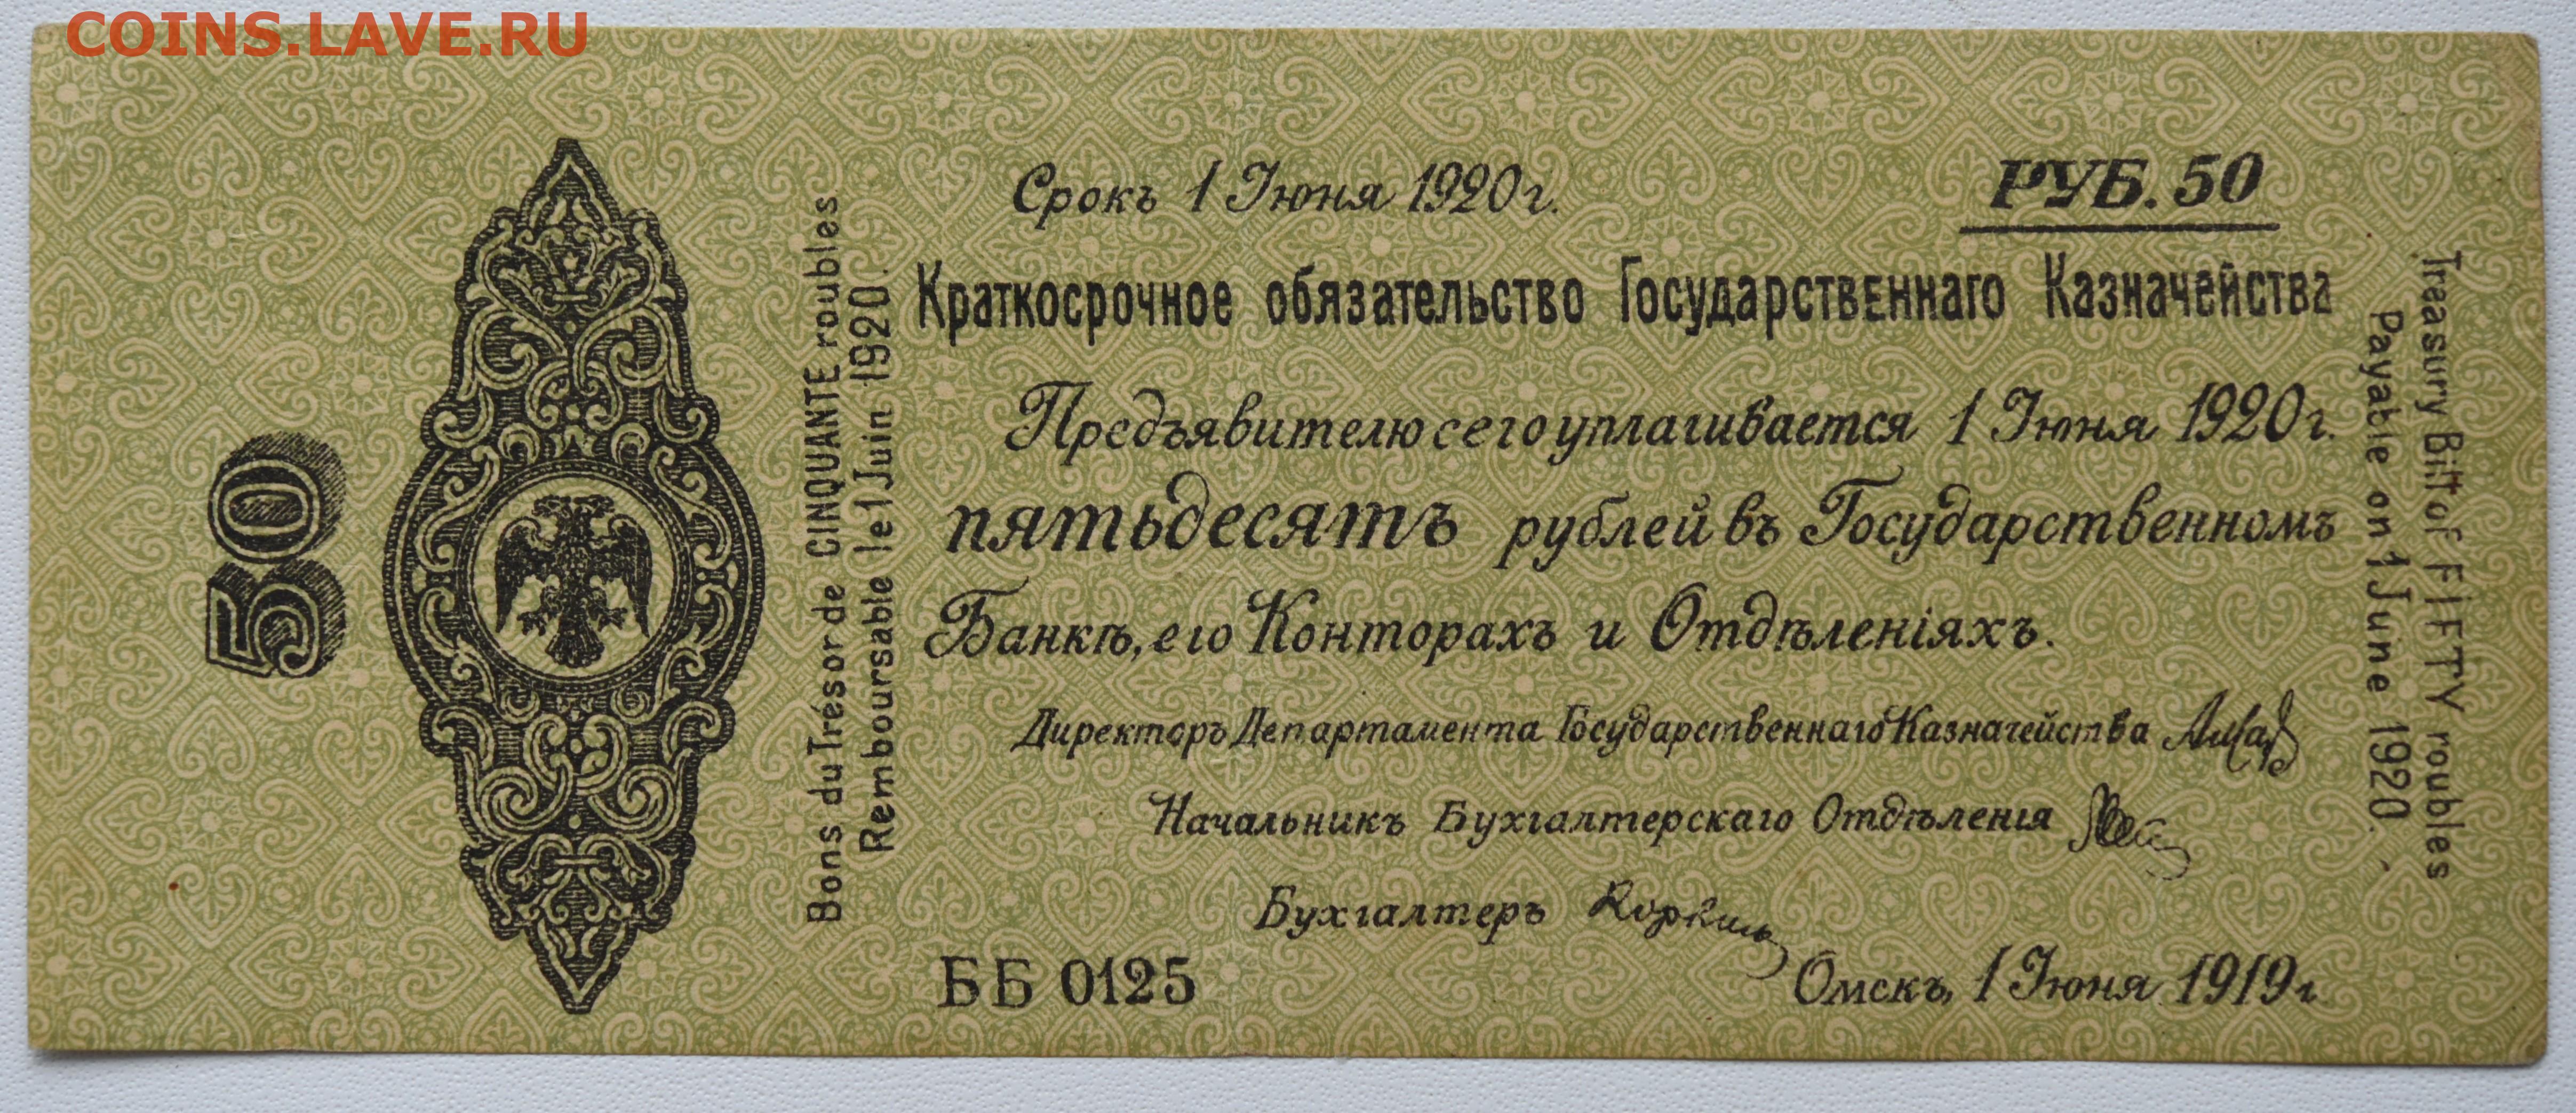 COINS.LAVE.RU
50
Bons du Trésor de CINQUANTE roubles
Remboursable le 1 Juin 1920.
Срокъ 1 Июня 1920г.
РУБ. 50
Краткосрочное обязательство Государственнаго Казначейства
Предъявителю сего уплачивается 1 Июня 1920г.
пятьдесятъ рублей въ Государственномъ
Банкѣ, его Конторахъ и Отдѣленіяхъ.
Директоръ Департамента Государственнаго Казначейства
Начальникъ Бухгалтерскаго Отдѣленія
Бухгалтеръ
ББ 0125
Омскъ, 1 Июня 1919г
Treasury Bill of FIFTY roubles
Payable on 1 June 1920.